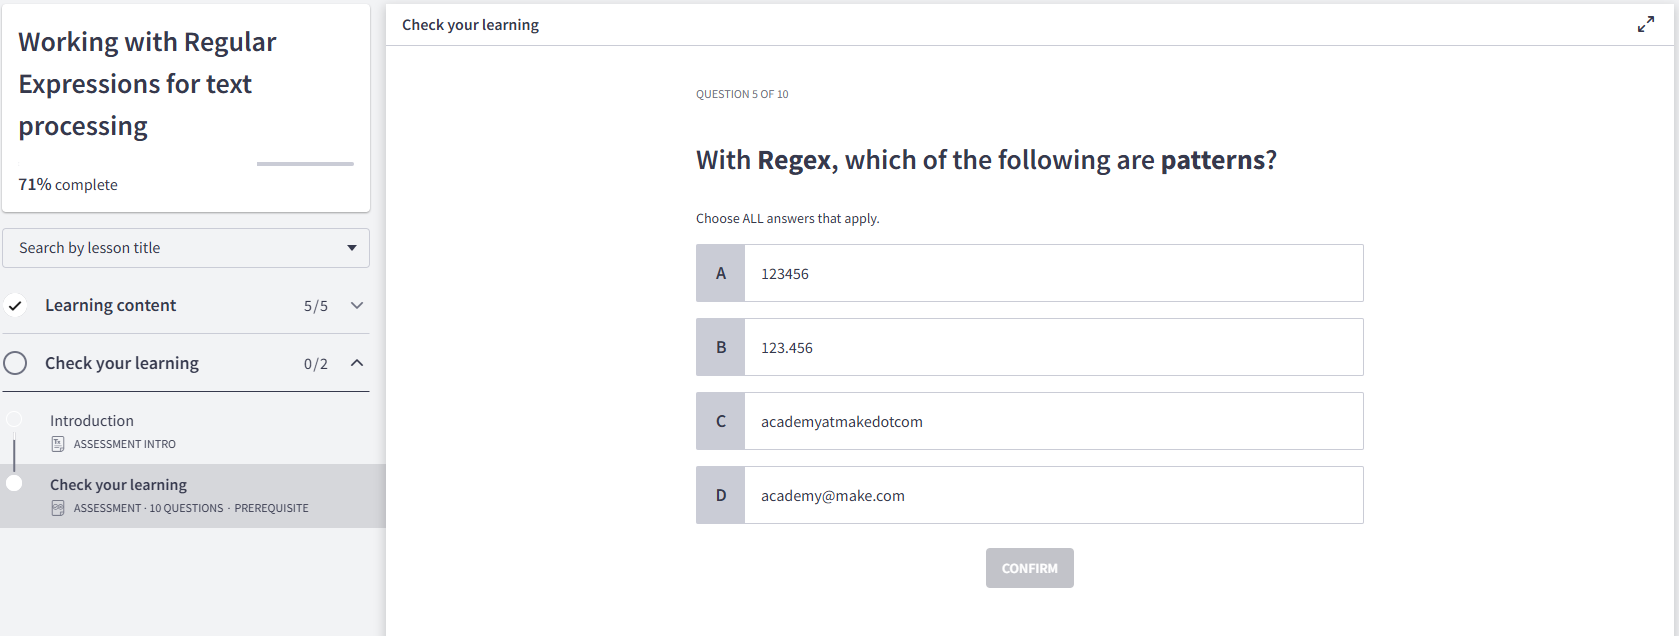 Working with Regular
Expressions for text
processing
71% complete
Search by lesson title
Learning content 5/5
Check your learning 0/2
Introduction
ASSESSMENT INTRO
Check your learning
ASSESSMENT · 10 QUESTIONS · PREREQUISITE
Check your learning
QUESTION 5 OF 10
With Regex, which of the following are patterns?
Choose ALL answers that apply.
A 123456
B 123.456
C academyatmakedotcom
D academy@make.com
CONFIRM